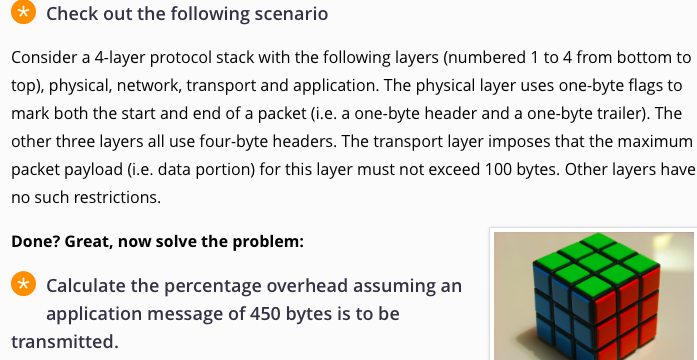 * Check out the following scenario
Consider a 4-layer protocol stack with the following layers (numbered 1 to 4 from bottom to
top), physical, network, transport and application. The physical layer uses one-byte flags to
mark both the start and end of a packet (i.e. a one-byte header and a one-byte trailer). The
other three layers all use four-byte headers. The transport layer imposes that the maximum
packet payload (i.e. data portion) for this layer must not exceed 100 bytes. Other layers have
no such restrictions.
Done? Great, now solve the problem:
* Calculate the percentage overhead assuming an
application message of 450 bytes is to be
transmitted.